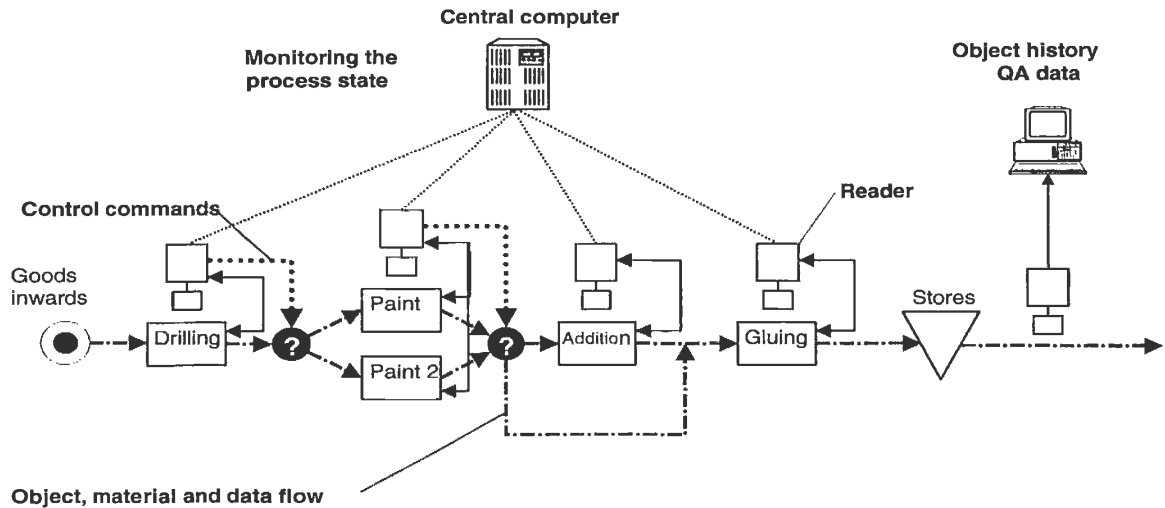 Central computer
Monitoring the
process state
Object history
QA data
Reader
Control commands
Goods
inwards
Paint
Stores
Drilling
?
?
Addition
Gluing
Paint 2
Object, material and data flow